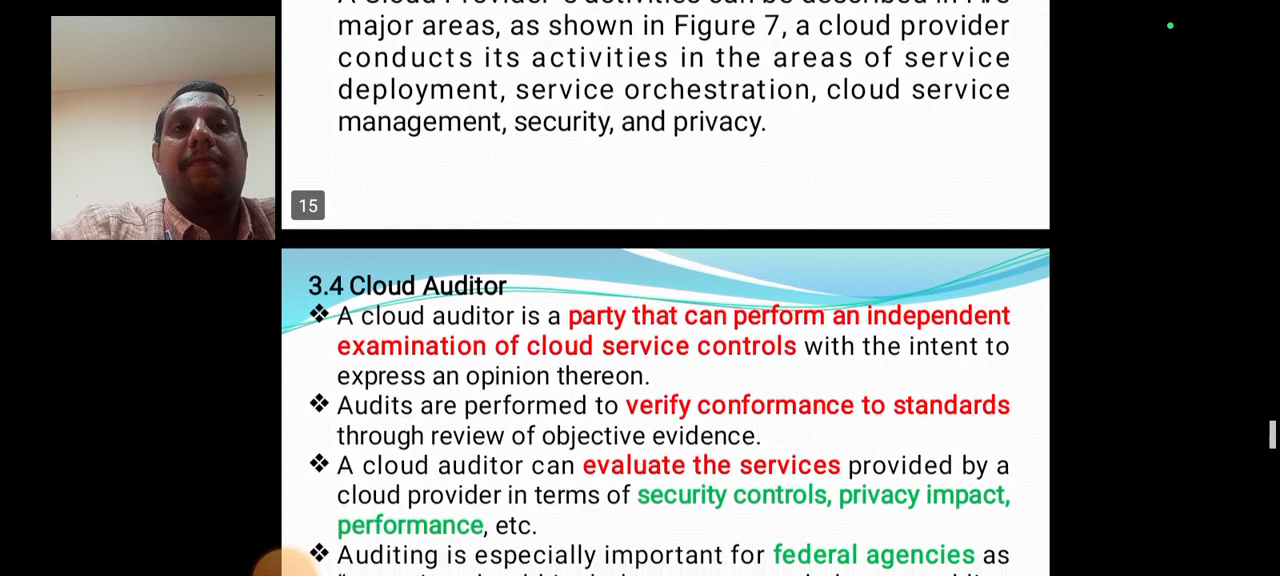 major areas, as shown in Figure 7, a cloud provider
conducts its activities in the areas of service
deployment, service orchestration, cloud service
management, security, and privacy.
15
3.4 Cloud Auditor
❖ A cloud auditor is a party that can perform an independent
examination of cloud service controls with the intent to
express an opinion thereon.
❖ Audits are performed to verify conformance to standards
through review of objective evidence.
❖ A cloud auditor can evaluate the services provided by a
cloud provider in terms of security controls, privacy impact,
performance, etc.
❖ Auditing is especially important for federal agencies as